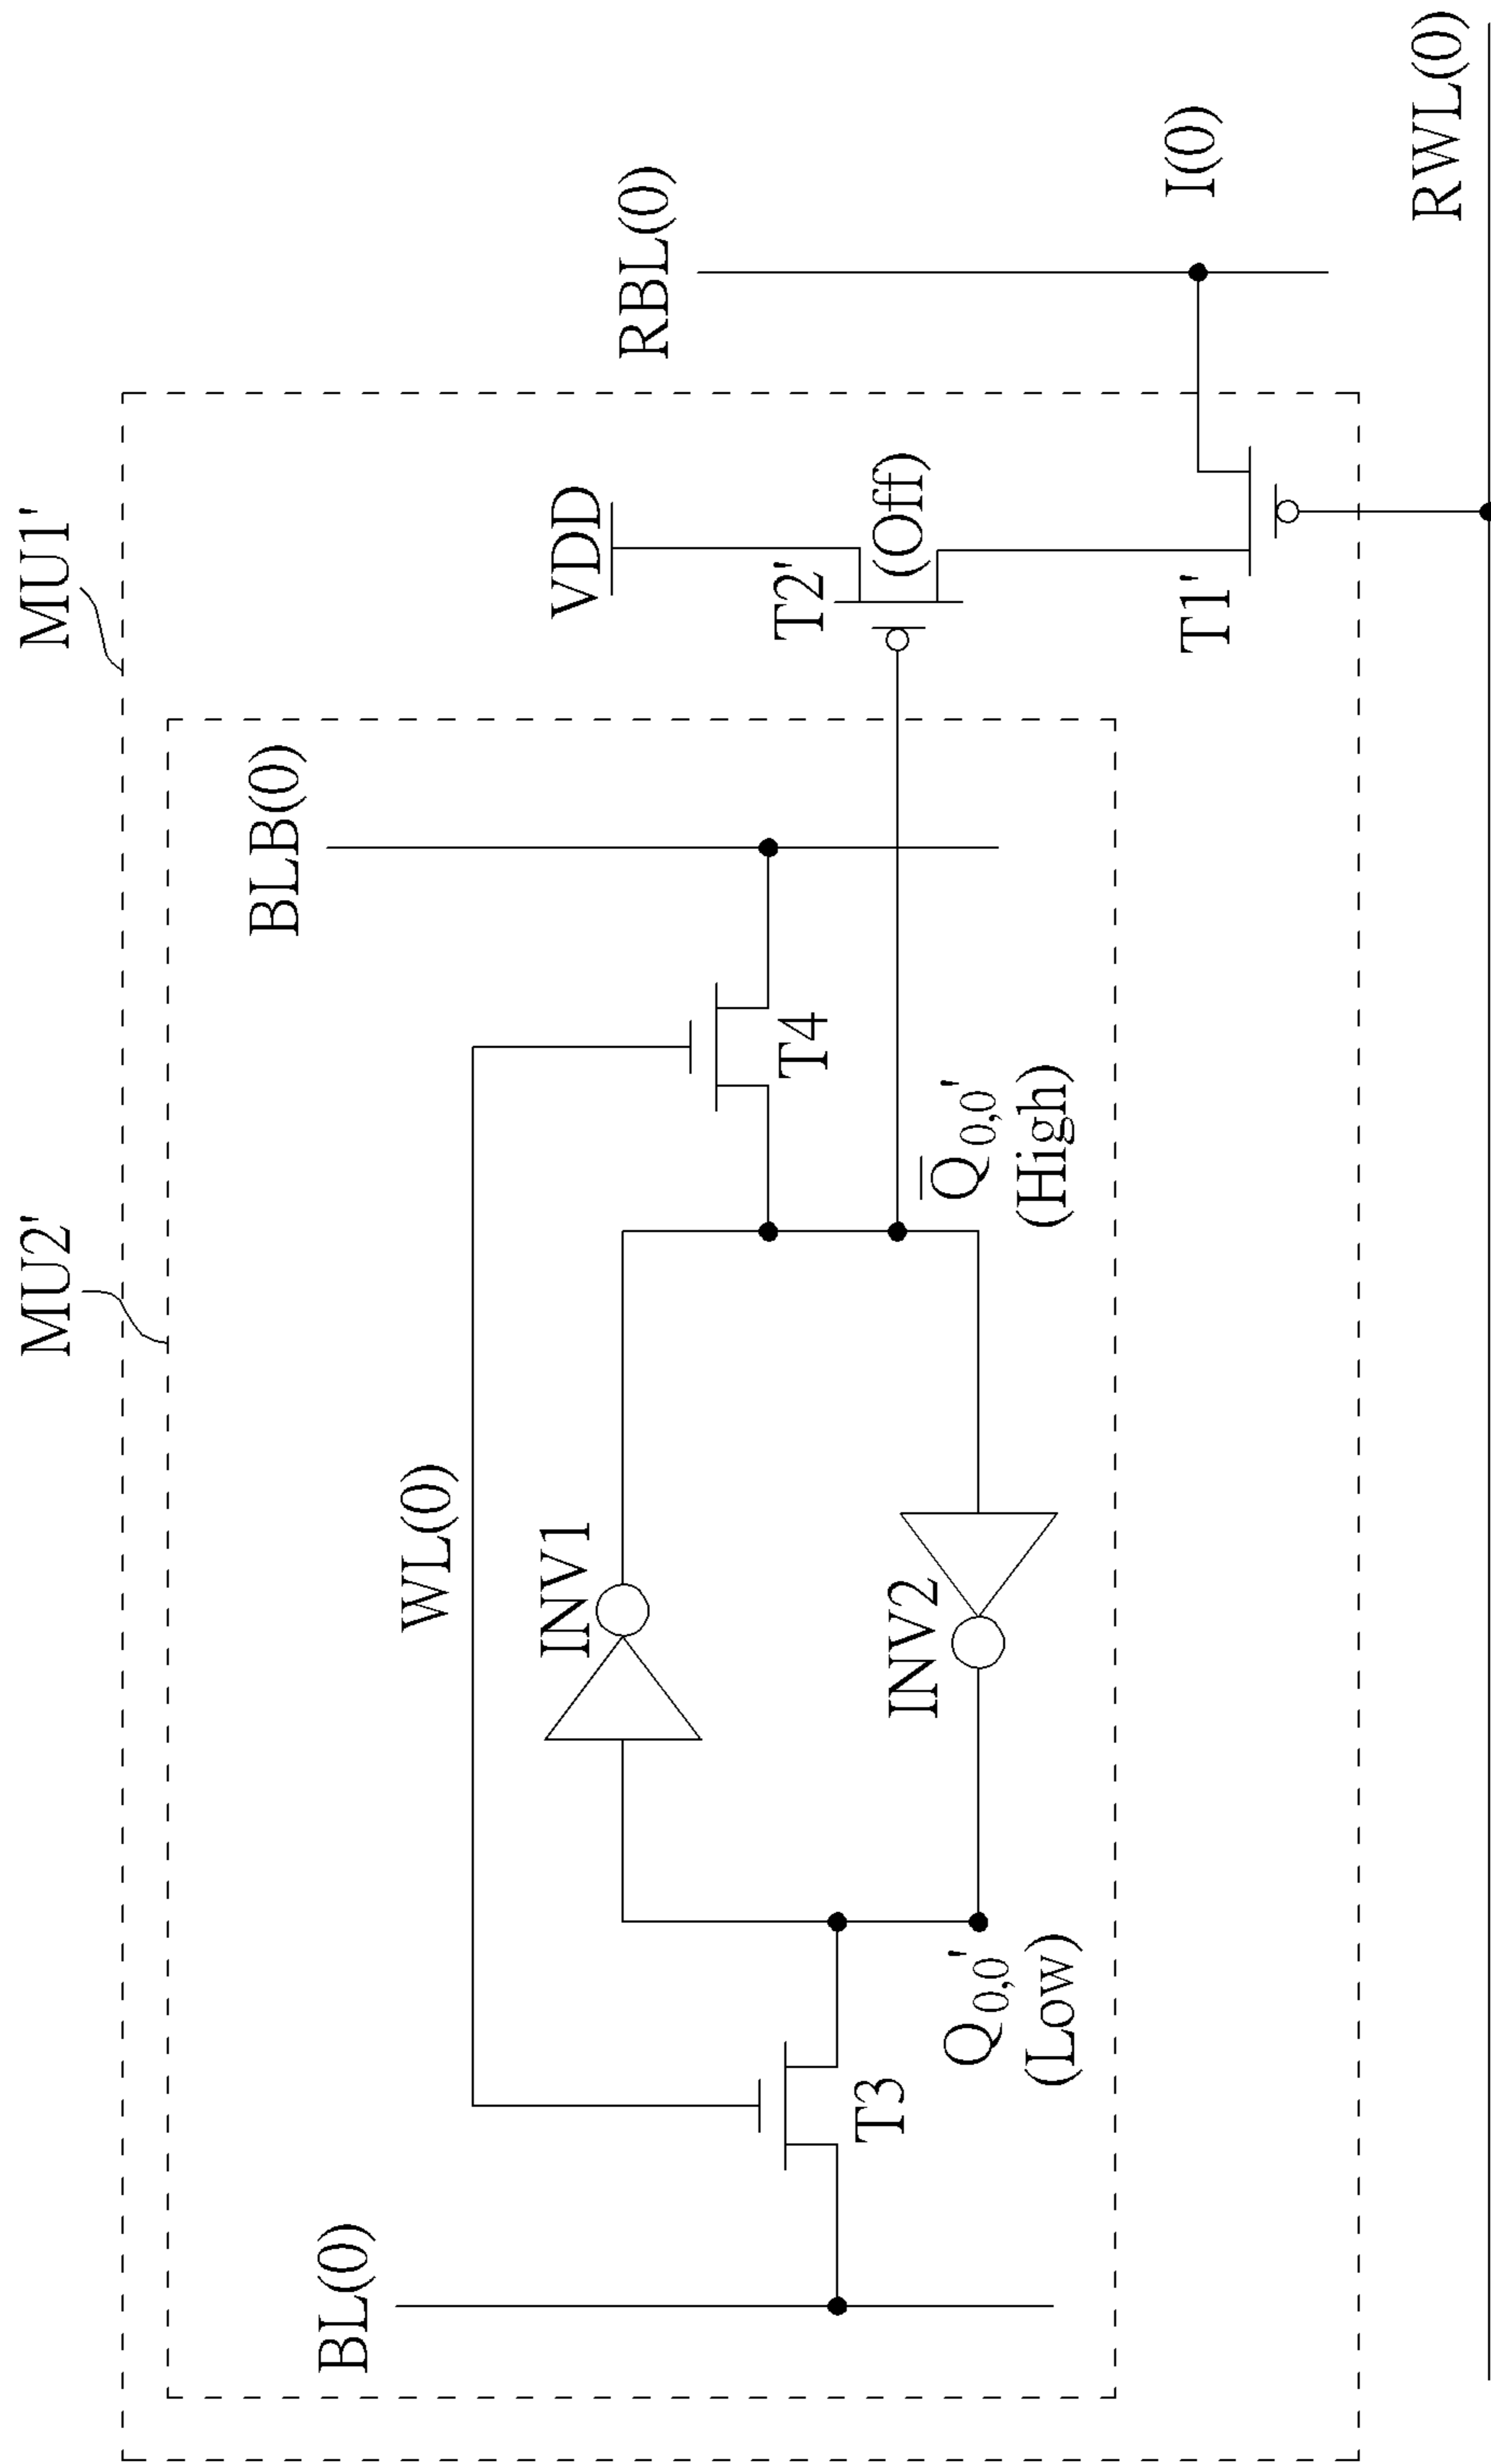 MU2'
MU1'
BL(0)
WL(0)
BLB(0)
VDD
RBL(0)
INV1
T4
T2'
(Off)
T3
INV2
Q̅0,0'
(High)
Q0,0'
(Low)
T1'
I(0)
RWL(0)